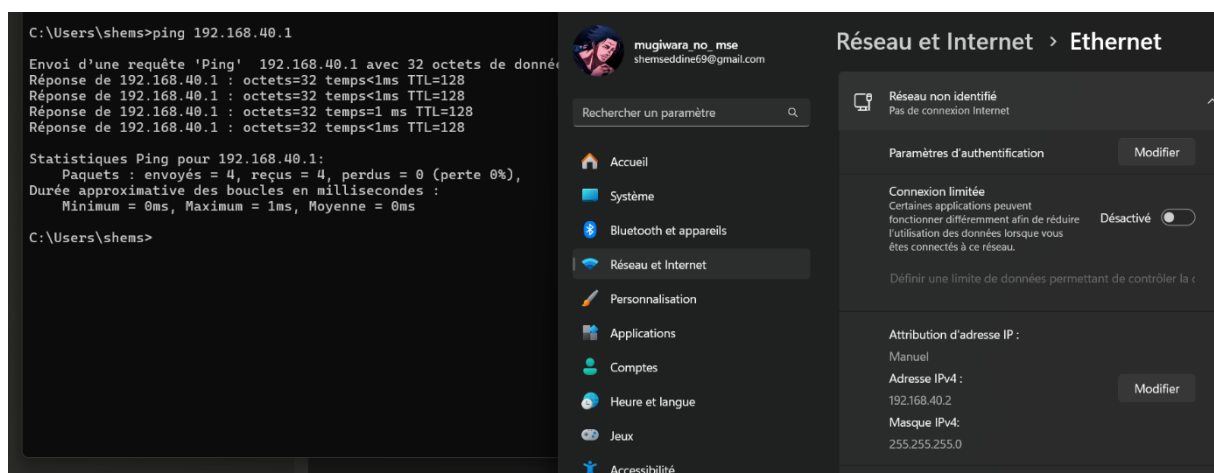 C:\Users\shems>ping 192.168.40.1
Envoi d’une requête 'Ping'  192.168.40.1 avec 32 octets de donné
Réponse de 192.168.40.1 : octets=32 temps<1ms TTL=128
Réponse de 192.168.40.1 : octets=32 temps<1ms TTL=128
Réponse de 192.168.40.1 : octets=32 temps=1 ms TTL=128
Réponse de 192.168.40.1 : octets=32 temps<1ms TTL=128
Statistiques Ping pour 192.168.40.1:
Paquets : envoyés = 4, reçus = 4, perdus = 0 (perte 0%),
Durée approximative des boucles en millisecondes :
Minimum = 0ms, Maximum = 1ms, Moyenne = 0ms
C:\Users\shems>
mugiwara_no_ mse
shemseddine69@gmail.com
Rechercher un paramètre
Accueil
Système
Bluetooth et appareils
Réseau et Internet
Personnalisation
Applications
Comptes
Heure et langue
Jeux
Accessibilité
Réseau et Internet > Ethernet
Réseau non identifié
Pas de connexion Internet
Paramètres d'authentification
Modifier
Connexion limitée
Certaines applications peuvent
fonctionner différemment afin de réduire
l'utilisation des données lorsque vous
êtes connectés à ce réseau.
Désactivé
Définir une limite de données permettant de contrôler la c
Attribution d'adresse IP :
Manuel
Adresse IPv4 :
192.168.40.2
Masque IPv4:
255.255.255.0
Modifier